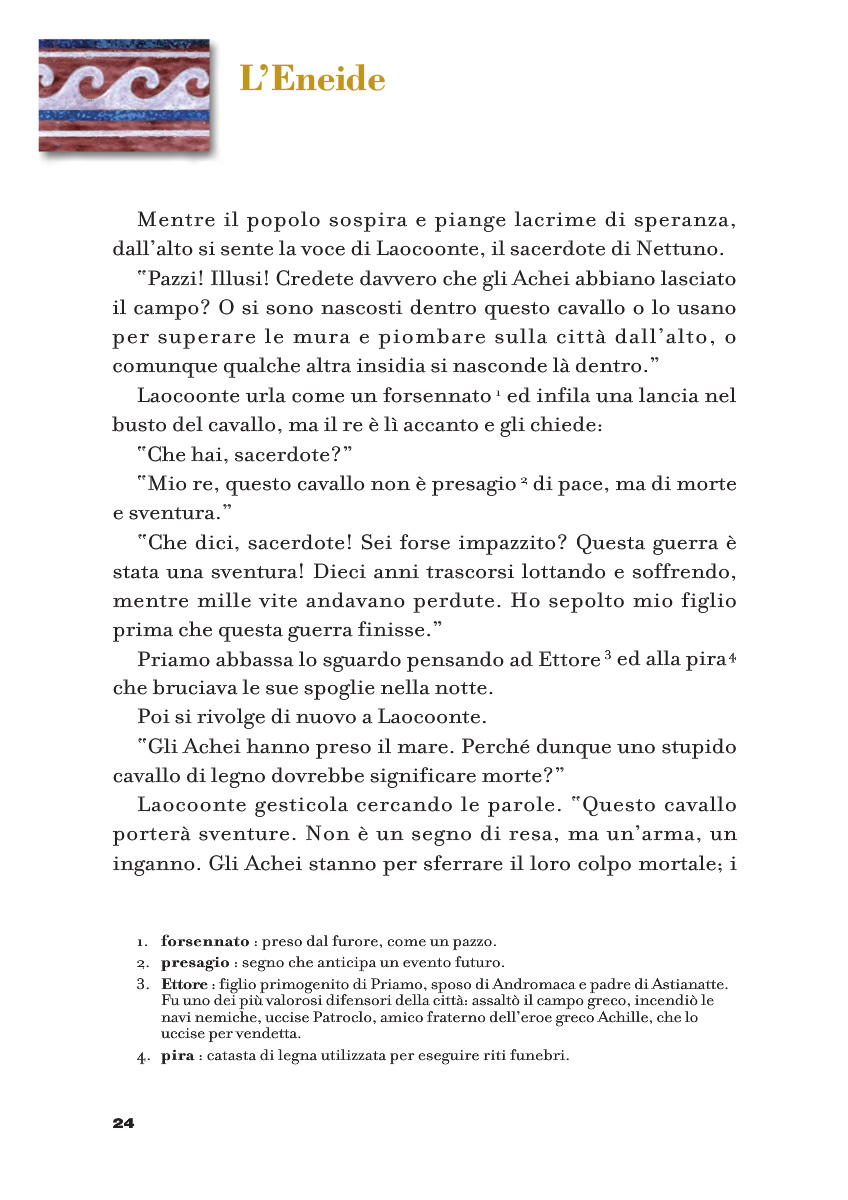 L’Eneide
Mentre il popolo sospira e piange lacrime di speranza,
dall’alto si sente la voce di Laocoonte, il sacerdote di Nettuno.
“Pazzi! Illusi! Credete davvero che gli Achei abbiano lasciato
il campo? O si sono nascosti dentro questo cavallo o lo usano
per superare le mura e piombare sulla città dall’alto, o
comunque qualche altra insidia si nasconde là dentro.”
Laocoonte urla come un forsennato 1 ed infila una lancia nel
busto del cavallo, ma il re è lì accanto e gli chiede:
“Che hai, sacerdote?”
“Mio re, questo cavallo non è presagio 2 di pace, ma di morte
e sventura.”
“Che dici, sacerdote! Sei forse impazzito? Questa guerra è
stata una sventura! Dieci anni trascorsi lottando e soffrendo,
mentre mille vite andavano perdute. Ho sepolto mio figlio
prima che questa guerra finisse.”
Priamo abbassa lo sguardo pensando ad Ettore 3 ed alla pira 4
che bruciava le sue spoglie nella notte.
Poi si rivolge di nuovo a Laocoonte.
“Gli Achei hanno preso il mare. Perché dunque uno stupido
cavallo di legno dovrebbe significare morte?”
Laocoonte gesticola cercando le parole. “Questo cavallo
porterà sventure. Non è un segno di resa, ma un’arma, un
inganno. Gli Achei stanno per sferrare il loro colpo mortale; i
1. forsennato : preso dal furore, come un pazzo.
2. presagio : segno che anticipa un evento futuro.
3. Ettore : figlio primogenito di Priamo, sposo di Andromaca e padre di Astianatte.
Fu uno dei più valorosi difensori della città: assaltò il campo greco, incendiò le
navi nemiche, uccise Patroclo, amico fraterno dell’eroe greco Achille, che lo
uccise per vendetta.
4. pira : catasta di legna utilizzata per eseguire riti funebri.
24